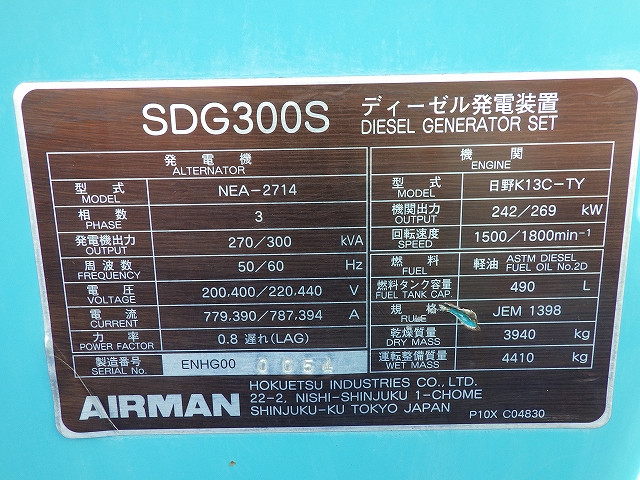 SDG300S ディーゼル発電装置
DIESEL GENERATOR SET
発電機
ALTERNATOR
型式 NEA-2714
MODEL
相数 3
PHASE
発電機出力 270/300 kVA
OUTPUT
周波数 50/60 Hz
FREQUENCY
電圧 200.400/220.440 V
VOLTAGE
電流 779.390/787.394 A
CURRENT
力率 0.8 遅れ(LAG)
POWER FACTOR
製造番号 ENHG00 0054
SERIAL No.
機関
ENGINE
型式 日野K13C-TY
MODEL
機関出力 242/269 kW
OUTPUT
回転速度 1500/1800min-1
SPEED
燃料 軽油 ASTM DIESEL
FUEL FUEL OIL No.2D
燃料タンク容量 490 L
FUEL TANK CAP.
規格 JEM 1398
RULE
乾燥質量 3940 kg
DRY MASS
運転整備質量 4410 kg
WET MASS
AIRMAN
HOKUETSU INDUSTRIES CO., LTD.
22-2, NISHI-SHINJUKU 1-CHOME
SHINJUKU-KU TOKYO JAPAN
P10X C04830